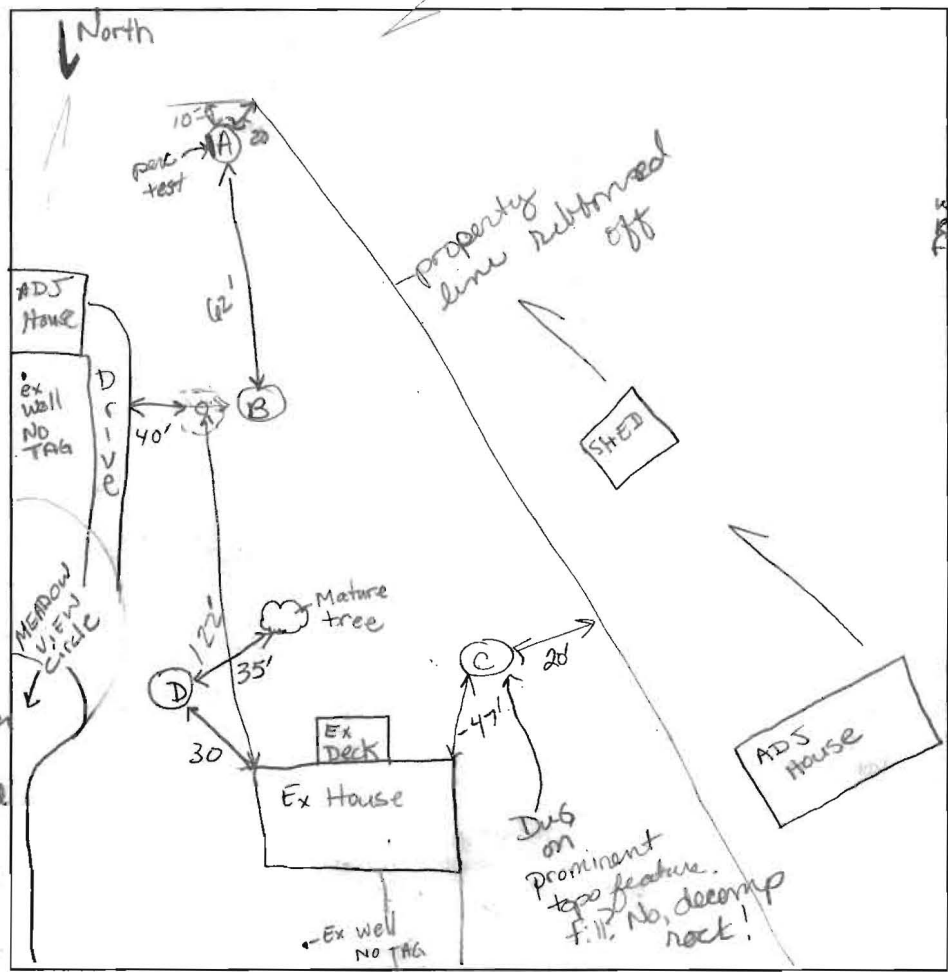 North
10'
20
A
perc
test
62'
property
line ribboned
off
ADJ
House
ex
well
NO
TAG
Drive
40'
B
SHED
MEADOW
VIEW
Circle
122'
Mature
tree
35'
D
30
C
20'
47'
Ex
Deck
Ex House
ADJ
House
Dug
on
prominent
topo feature.
fill? No, decomp
rock!
Ex well
NO TAG